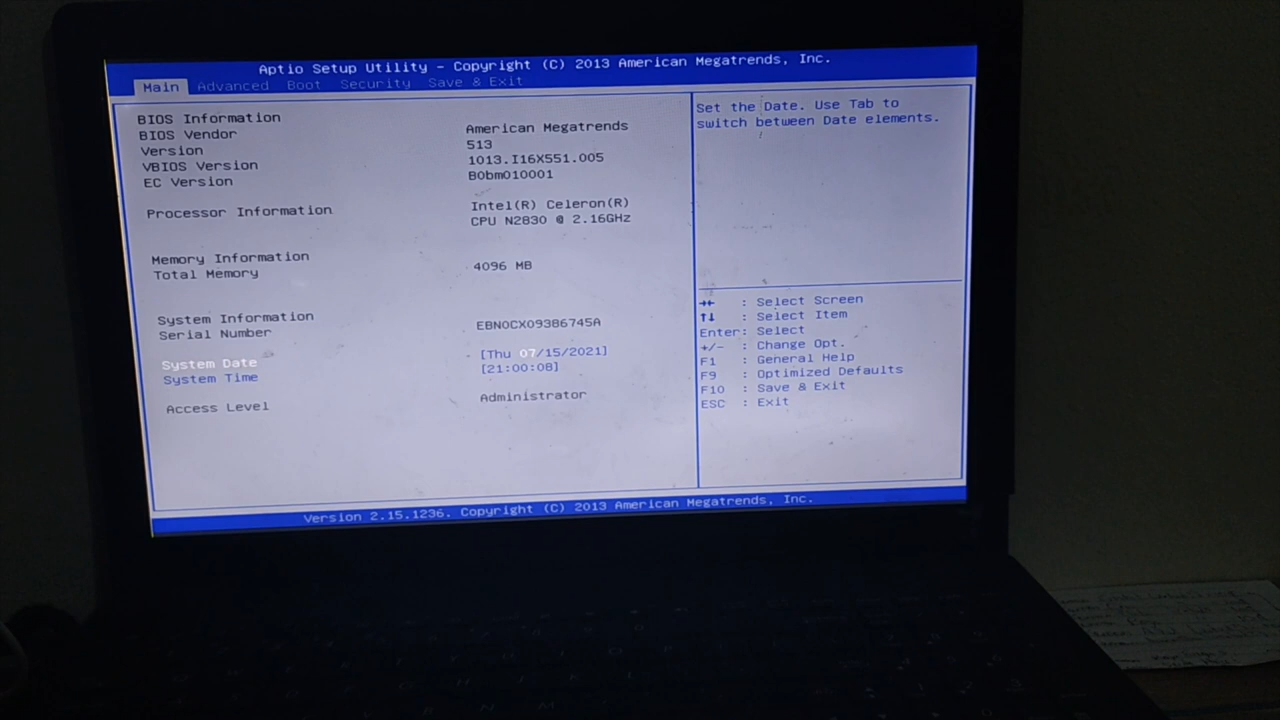 Aptio Setup Utility – Copyright (C) 2013 American Megatrends, Inc.
Main Advanced Boot Security Save & Exit
BIOS Information
BIOS Vendor American Megatrends
Version 513
VBIOS Version 1013.I16X551.005
EC Version B0bm010001
Processor Information Intel(R) Celeron(R)
CPU N2830 @ 2.16GHz
Memory Information
Total Memory 4096 MB
System Information
Serial Number EBN0CX09386745A
System Date [Thu 07/15/2021]
System Time [21:00:08]
Access Level Administrator
Set the Date. Use Tab to
switch between Date elements.
→← : Select Screen
↑↓ : Select Item
Enter: Select
+/- : Change Opt.
F1 : General Help
F9 : Optimized Defaults
F10 : Save & Exit
ESC : Exit
Version 2.15.1236. Copyright (C) 2013 American Megatrends, Inc.